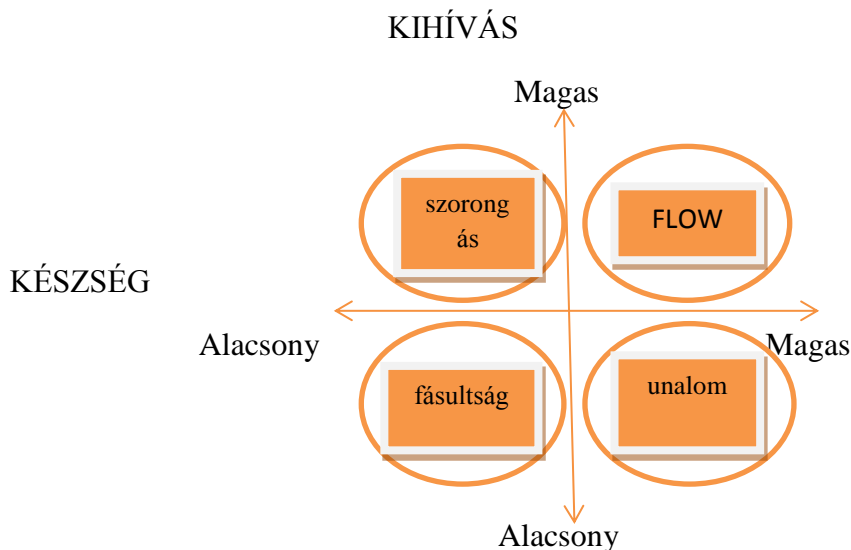 KIHÍVÁS
Magas
szorong
ás
FLOW
KÉSZSÉG
Alacsony
Magas
fásultság
unalom
Alacsony